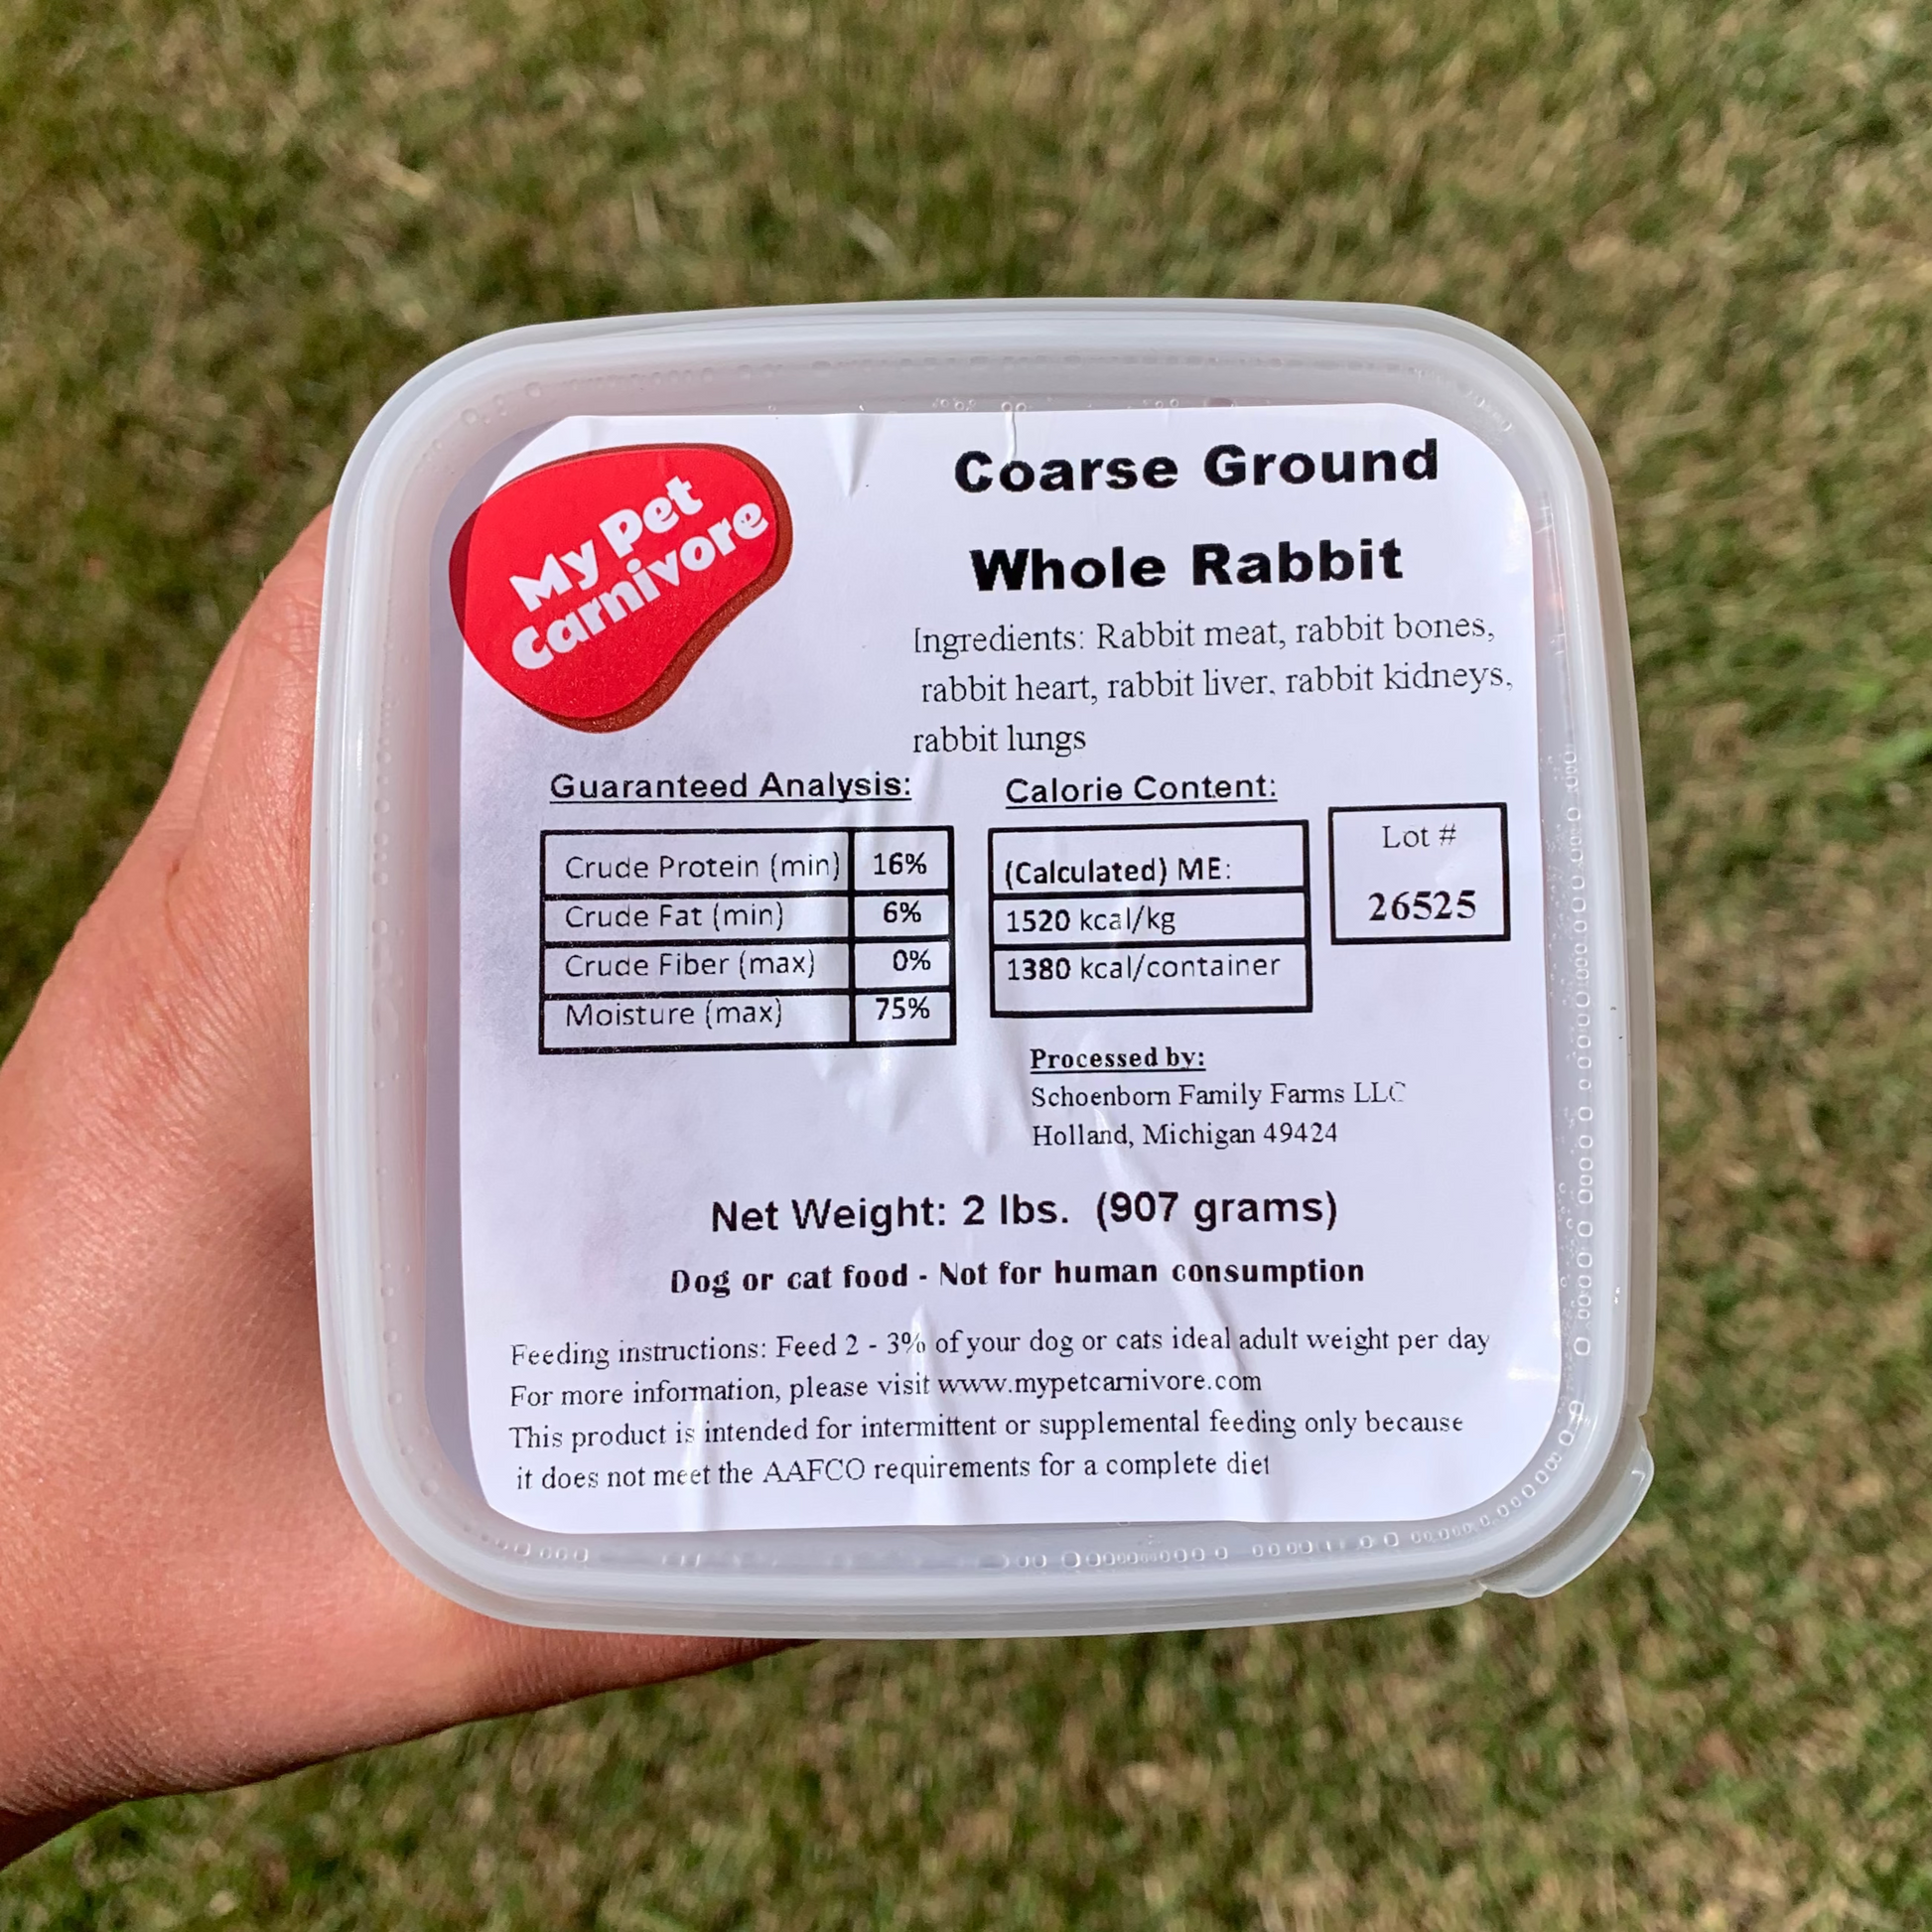 My Pet
Carnivore
Coarse Ground
Whole Rabbit
Ingredients: Rabbit meat, rabbit bones,
rabbit heart, rabbit liver, rabbit kidneys,
rabbit lungs
Guaranteed Analysis:
Crude Protein (min) 16%
Crude Fat (min) 6%
Crude Fiber (max) 0%
Moisture (max) 75%
Calorie Content:
(Calculated) ME:
1520 kcal/kg
1380 kcal/container
Lot #
26525
Processed by:
Schoenborn Family Farms LLC
Holland, Michigan 49424
Net Weight: 2 lbs. (907 grams)
Dog or cat food - Not for human consumption
Feeding instructions: Feed 2 - 3% of your dog or cats ideal adult weight per day
For more information, please visit www.mypetcarnivore.com
This product is intended for intermittent or supplemental feeding only because
it does not meet the AAFCO requirements for a complete diet